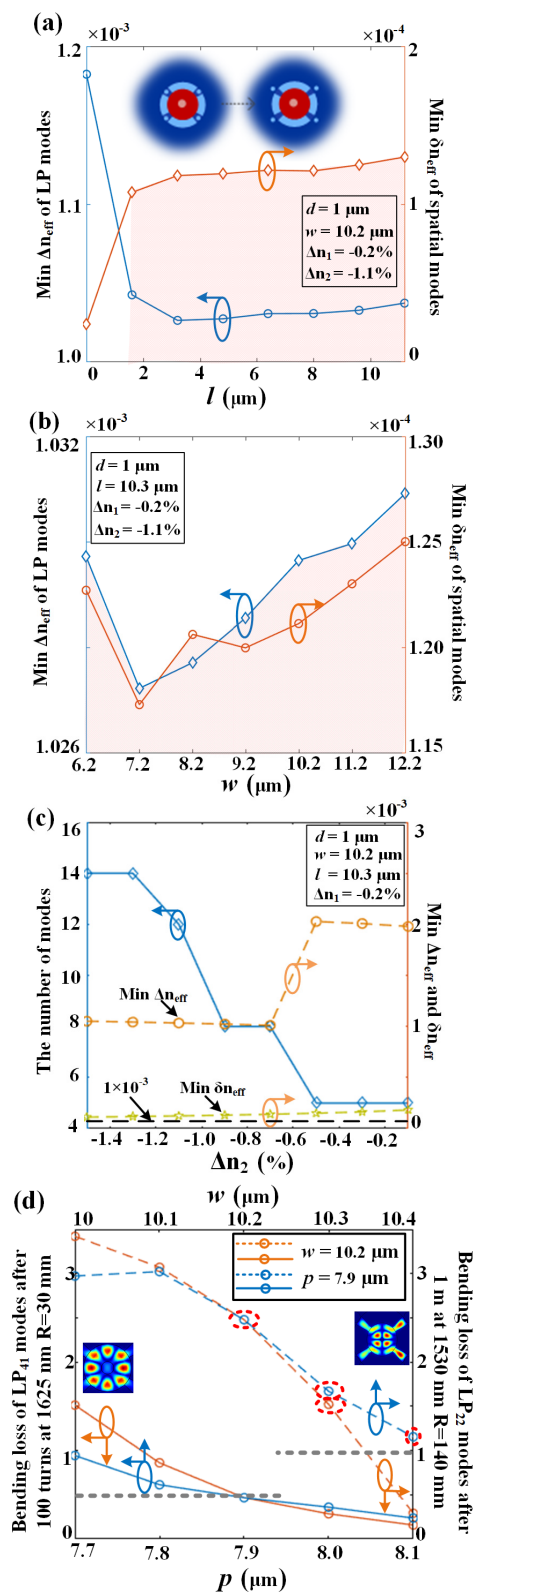 (a)
×10⁻³
×10⁻⁴
1.2
1.1
1.0
2
1
0
Min Δn_eff of LP modes
Min δn_eff of spatial modes
d = 1 μm
w = 10.2 μm
Δn₁ = -0.2%
Δn₂ = -1.1%
0 2 4 6 8 10
l (μm)
(b)
×10⁻³
×10⁻⁴
1.032
1.026
1.30
1.25
1.20
1.15
Min Δn_eff of LP modes
Min δn_eff of spatial modes
d = 1 μm
l = 10.3 μm
Δn₁ = -0.2%
Δn₂ = -1.1%
6.2 7.2 8.2 9.2 10.2 11.2 12.2
w (μm)
(c)
×10⁻³
16
14
12
10
8
6
4
3
2
1
0
The number of modes
Min Δn_eff and δn_eff
d = 1 μm
w = 10.2 μm
l = 10.3 μm
Δn₁ = -0.2%
Min Δn_eff
1×10⁻³
Min δn_eff
-1.4 -1.2 -1.0 -0.8 -0.6 -0.4 -0.2
Δn₂ (%)
(d)
w (μm)
10 10.1 10.2 10.3 10.4
3
2
1
0
3
2
1
0
Bending loss of LP₄₁ modes after
100 turns at 1625 nm R=30 mm
Bending loss of LP₂₂ modes after
1 m at 1530 nm R=140 mm
w = 10.2 μm
p = 7.9 μm
7.7 7.8 7.9 8.0 8.1
p (μm)